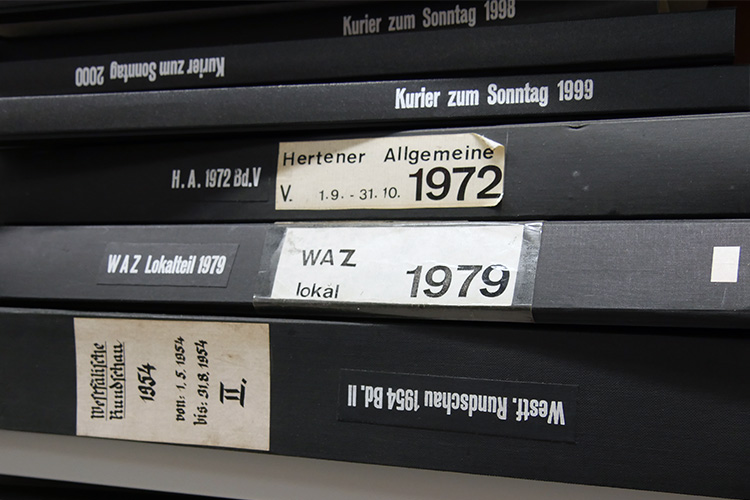 Kurier zum Sonntag 1998
Kurier zum Sonntag 2000
Kurier zum Sonntag 1999
H.A. 1972 Bd.V
Hertener Allgemeine
V. 1.9. - 31.10. 1972
WAZ Lokalteil 1979
WAZ
lokal 1979
Westfälische
Rundschau
1954
von: 1.5.1954
bis: 31.8.1954
II.
Westf. Rundschau 1954 Bd. II